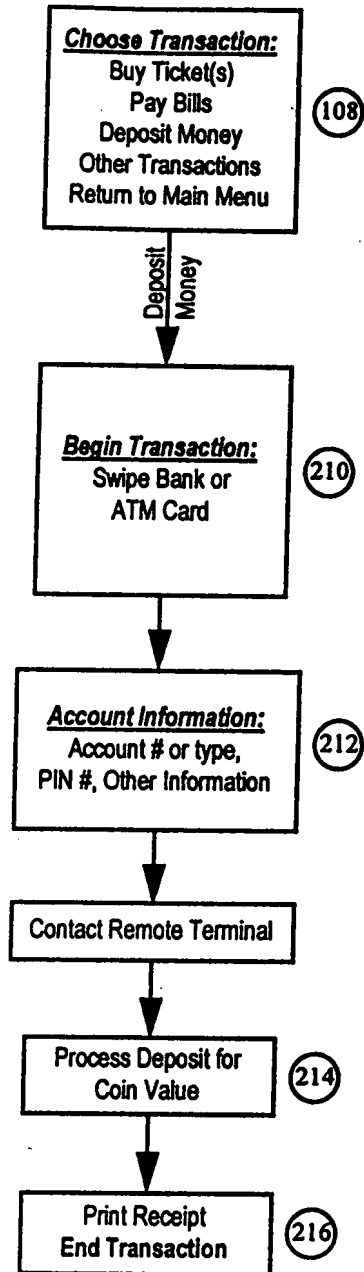 Choose Transaction:
Buy Ticket(s)
Pay Bills
Deposit Money
Other Transactions
Return to Main Menu
108
Deposit
Money
Begin Transaction:
Swipe Bank or
ATM Card
210
Account Information:
Account # or type,
PIN #, Other Information
212
Contact Remote Terminal
Process Deposit for
Coin Value
214
Print Receipt
End Transaction
216